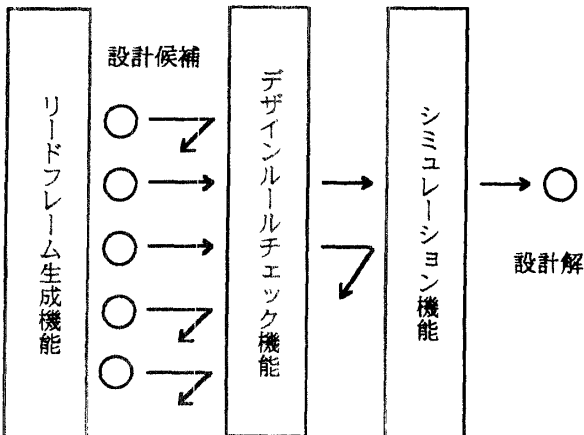 リードフレーム生成機能
設計候補
デザインルールチェック機能
シミュレーション機能
設計解